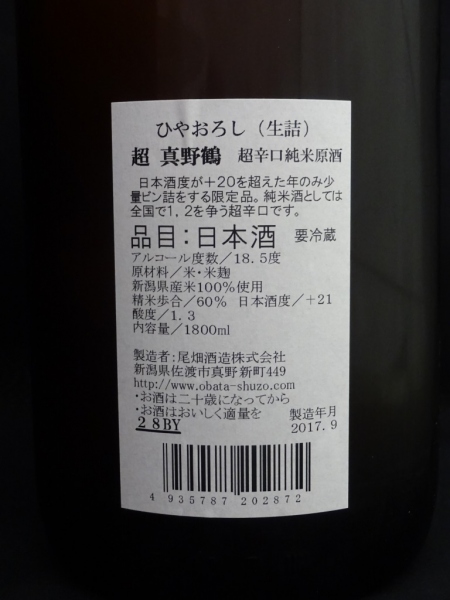 ひやおろし（生詰）
超 真野鶴 超辛口純米原酒
日本酒度が＋20を超えた年のみ少
量ビン詰をする限定品。純米酒としては
全国で1,2を争う超辛口です。
品目：日本酒 要冷蔵
アルコール度数／18.5度
原材料／米・米麹
新潟県産米100%使用
精米歩合／60% 日本酒度／+21
酸度／1.3
内容量／1800ml
製造者：尾畑酒造株式会社
新潟県佐渡市真野新町449
http://www.obata-shuzo.com
・お酒は二十歳になってから
・お酒はおいしく適量を 製造年月
28BY 2017.9
4 935787 202872